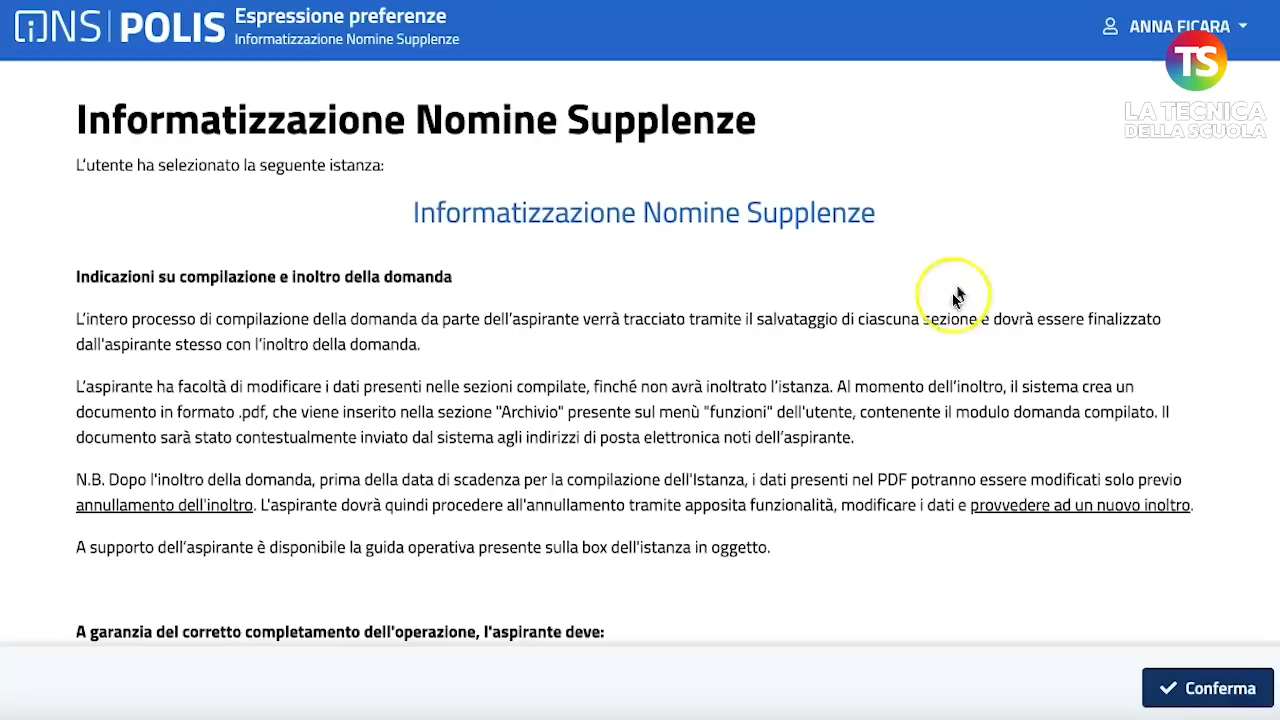 iNS POLIS
Espressione preferenze
Informatizzazione Nomine Supplenze
ANNA FICARA
TS
LA TECNICA
DELLA SCUOLA
Informatizzazione Nomine Supplenze
L'utente ha selezionato la seguente istanza:
Informatizzazione Nomine Supplenze
Indicazioni su compilazione e inoltro della domanda
L'intero processo di compilazione della domanda da parte dell'aspirante verrà tracciato tramite il salvataggio di ciascuna sezione e dovrà essere finalizzato
dall'aspirante stesso con l'inoltro della domanda.
L'aspirante ha facoltà di modificare i dati presenti nelle sezioni compilate, finché non avrà inoltrato l'istanza. Al momento dell'inoltro, il sistema crea un
documento in formato .pdf, che viene inserito nella sezione "Archivio" presente sul menù "funzioni" dell'utente, contenente il modulo domanda compilato. Il
documento sarà stato contestualmente inviato dal sistema agli indirizzi di posta elettronica noti dell'aspirante.
N.B. Dopo l'inoltro della domanda, prima della data di scadenza per la compilazione dell'Istanza, i dati presenti nel PDF potranno essere modificati solo previo
annullamento dell'inoltro. L'aspirante dovrà quindi procedere all'annullamento tramite apposita funzionalità, modificare i dati e provvedere ad un nuovo inoltro.
A supporto dell'aspirante è disponibile la guida operativa presente sulla box dell'istanza in oggetto.
A garanzia del corretto completamento dell'operazione, l'aspirante deve:
Conferma